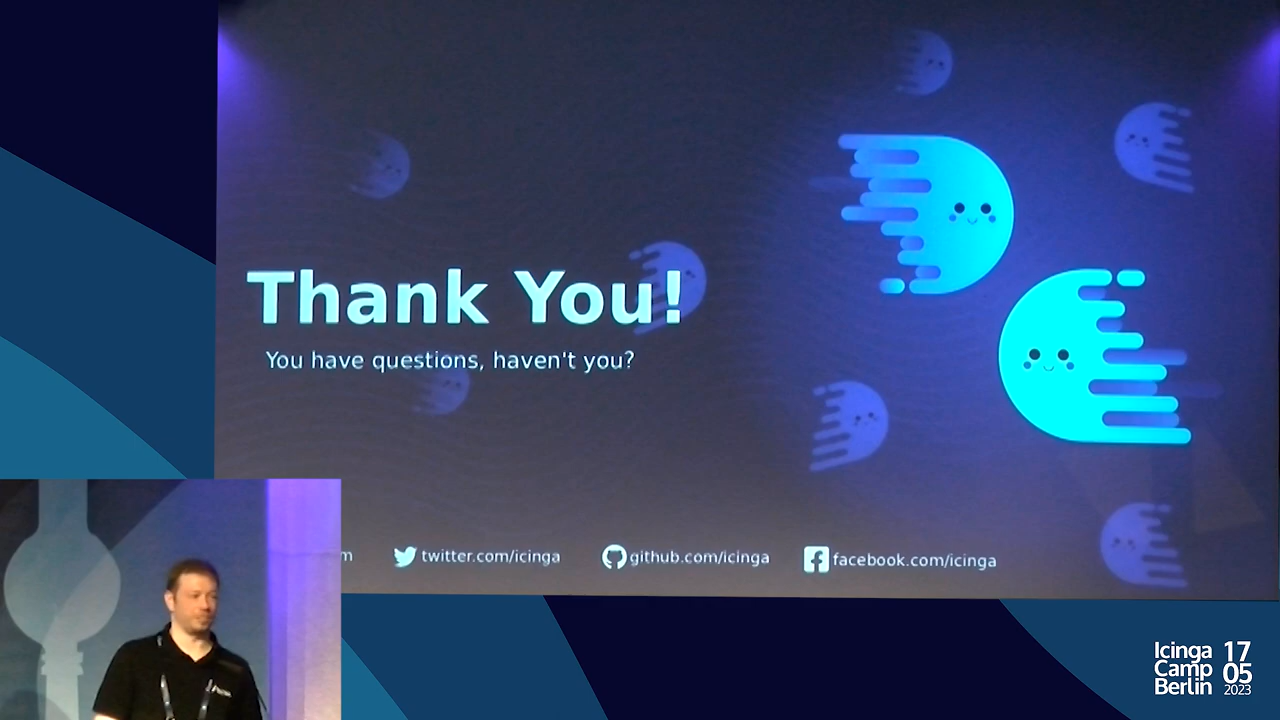 Thank You!
You have questions, haven't you?
m
twitter.com/icinga
github.com/icinga
facebook.com/icinga
Icinga
Camp
Berlin
17
05
2023